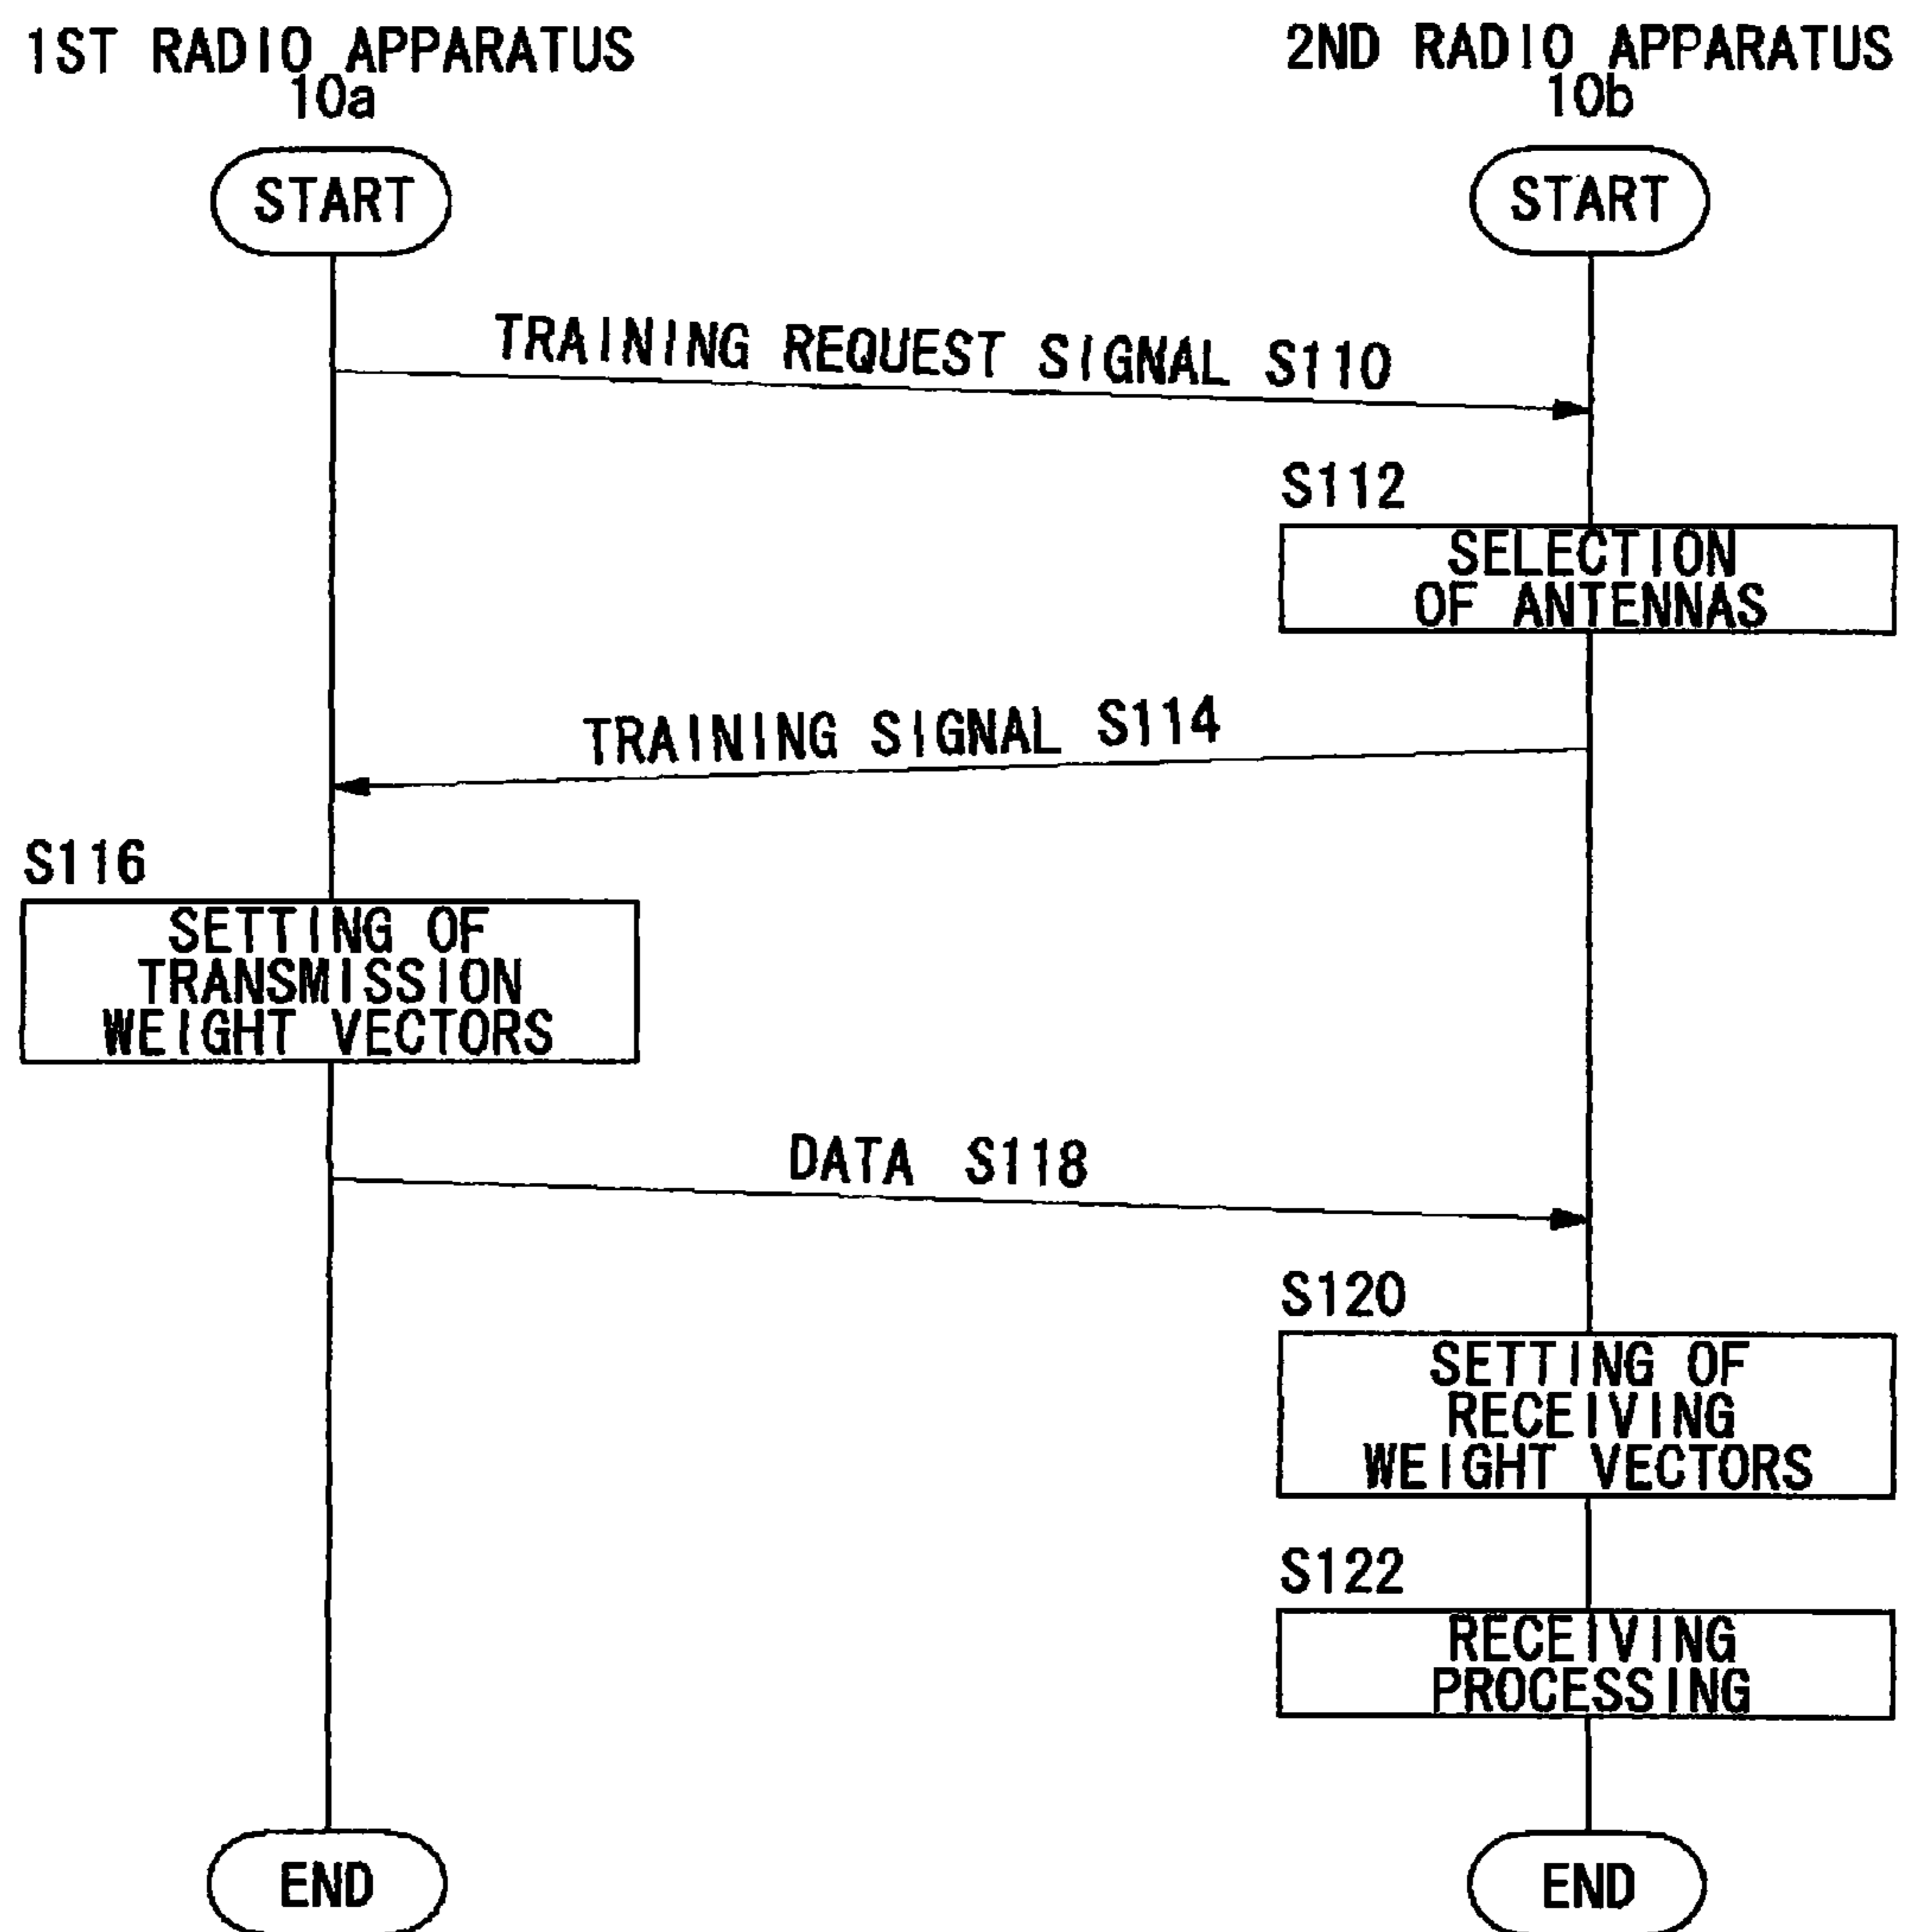 1ST RADIO APPARATUS
10a
2ND RADIO APPARATUS
10b
START
START
TRAINING REQUEST SIGNAL S110
S112
SELECTION
OF ANTENNAS
TRAINING SIGNAL S114
S116
SETTING OF
TRANSMISSION
WEIGHT VECTORS
DATA S118
S120
SETTING OF
RECEIVING
WEIGHT VECTORS
S122
RECEIVING
PROCESSING
END
END